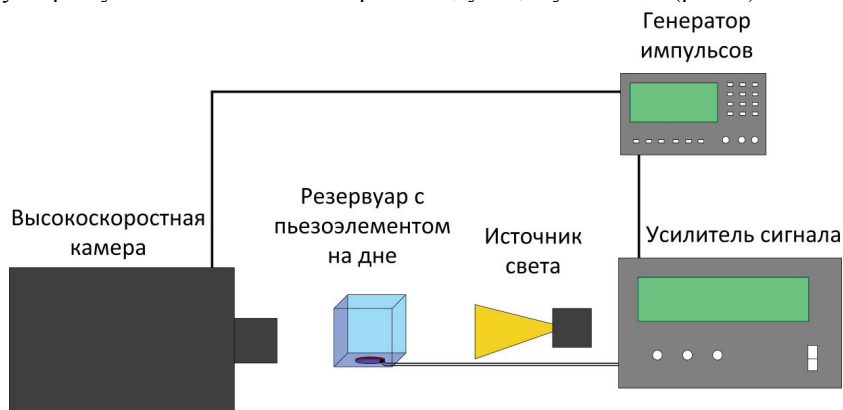 Генератор
импульсов
Высокоскоростная
камера
Резервуар с
пьезоэлементом
на дне
Источник
света
Усилитель сигнала